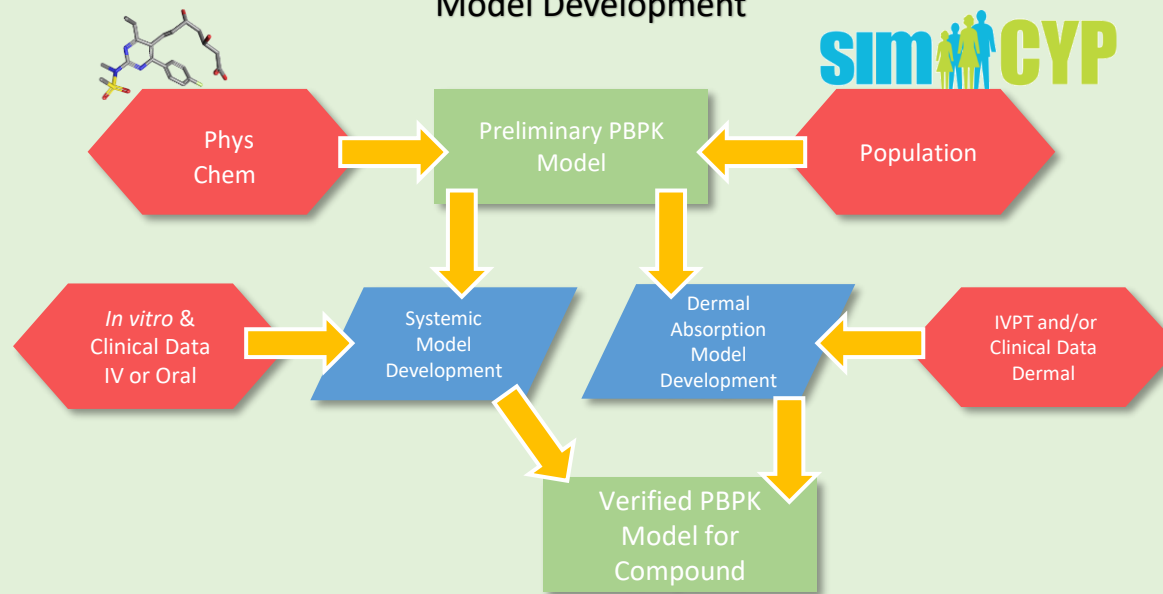 Model Development
simCYP
Phys
Chem
Preliminary PBPK
Model
Population
In vitro &
Clinical Data
IV or Oral
Systemic
Model
Development
Dermal
Absorption
Model
Development
IVPT and/or
Clinical Data
Dermal
Verified PBPK
Model for
Compound